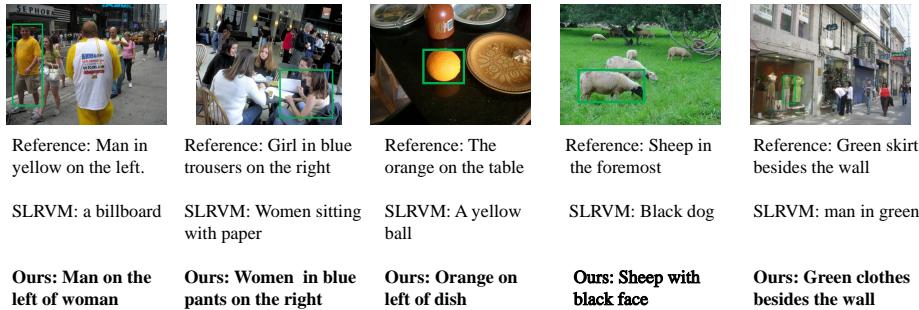 SEPHORA
Reference: Man in
yellow on the left.
SLRVM: a billboard
Ours: Man on the
left of woman
Reference: Girl in blue
trousers on the right
SLRVM: Women sitting
with paper
Ours: Women in blue
pants on the right
Reference: The
orange on the table
SLRVM: A yellow
ball
Ours: Orange on
left of dish
Reference: Sheep in
the foremost
SLRVM: Black dog
Ours: Sheep with
black face
Reference: Green skirt
besides the wall
SLRVM: man in green
Ours: Green clothes
besides the wall